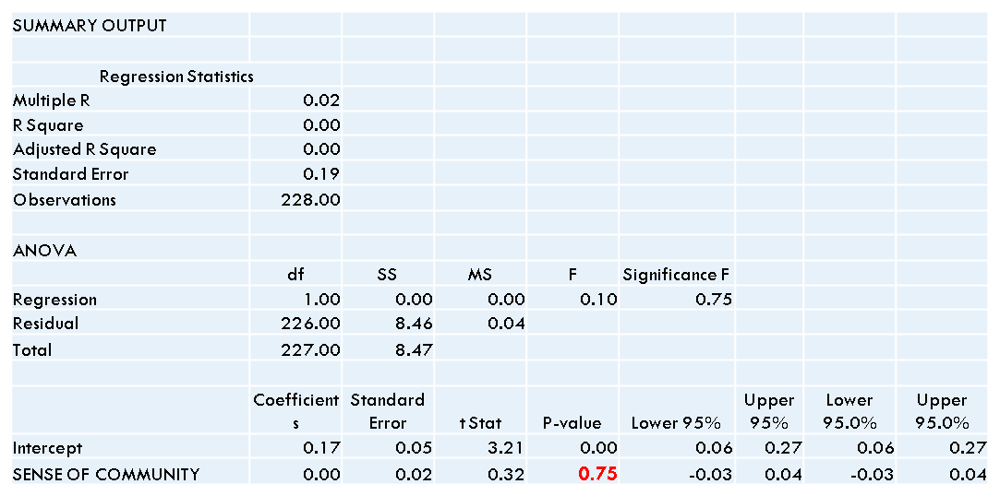 SUMMARY OUTPUT
Regression Statistics
Multiple R 0.02
R Square 0.00
Adjusted R Square 0.00
Standard Error 0.19
Observations 228.00
ANOVA
df SS MS F Significance F
Regression 1.00 0.00 0.00 0.10 0.75
Residual 226.00 8.46 0.04
Total 227.00 8.47
Coefficient Standard Upper Lower Upper
s Error t Stat P-value Lower 95% 95% 95.0% 95.0%
Intercept 0.17 0.05 3.21 0.00 0.06 0.27 0.06 0.27
SENSE OF COMMUNITY 0.00 0.02 0.32 0.75 -0.03 0.04 -0.03 0.04